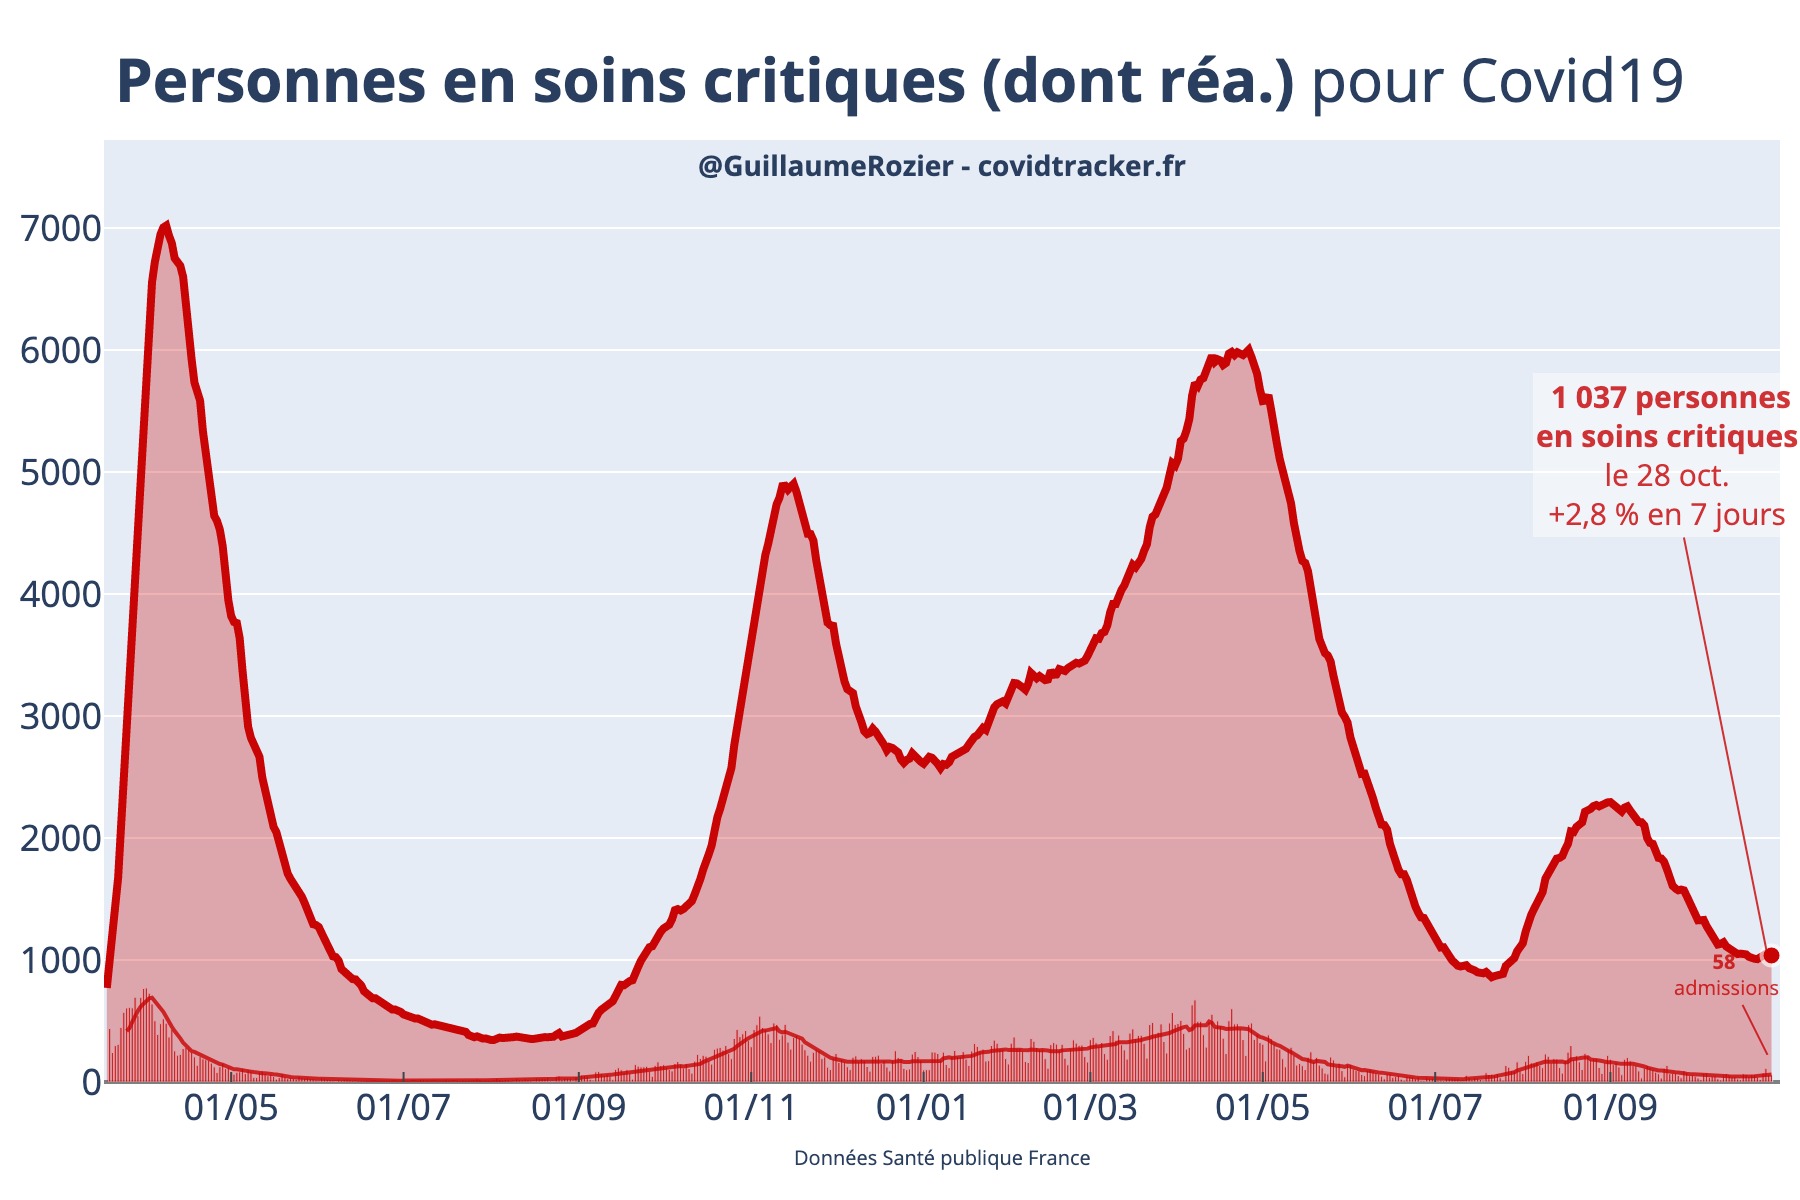 Personnes en soins critiques (dont réa.) pour Covid19
@GuillaumeRozier - covidtracker.fr
7000
6000
5000
4000
3000
2000
1000
0
1 037 personnes
en soins critiques
le 28 oct.
+2,8 % en 7 jours
58
admissions
01/05
01/07
01/09
01/11
01/01
01/03
01/05
01/07
01/09
Données Santé publique France